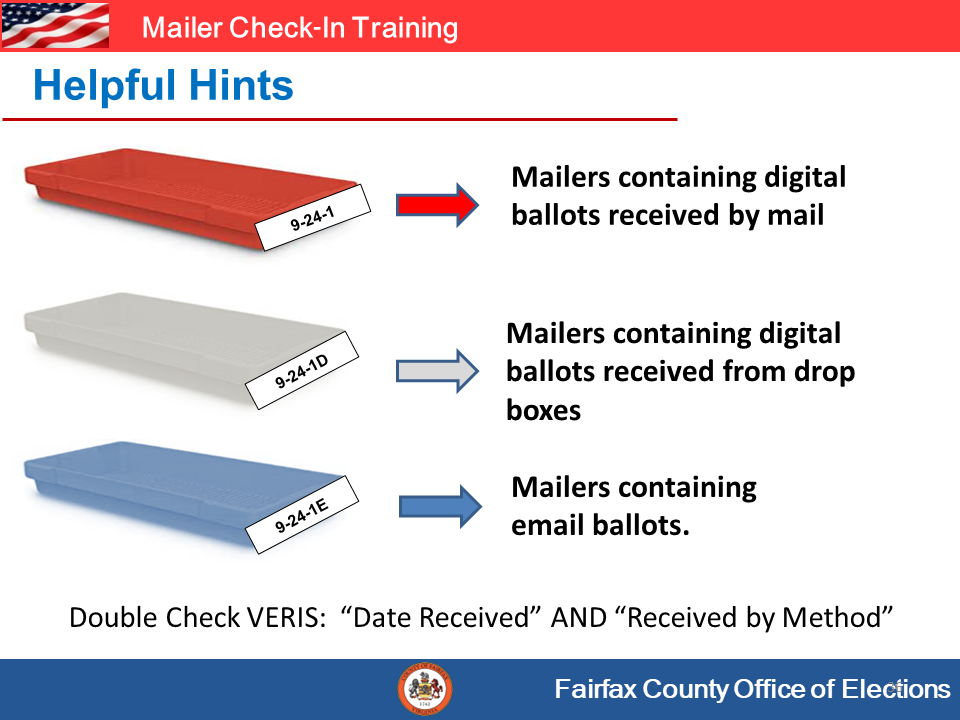 Mailer Check-In Training
Helpful Hints
9-24-1
Mailers containing digital
ballots received by mail
9-24-1D
Mailers containing digital
ballots received from drop
boxes
9-24-1E
Mailers containing
email ballots.
Double Check VERIS:  “Date Received” AND “Received by Method”
Fairfax County Office of Elections